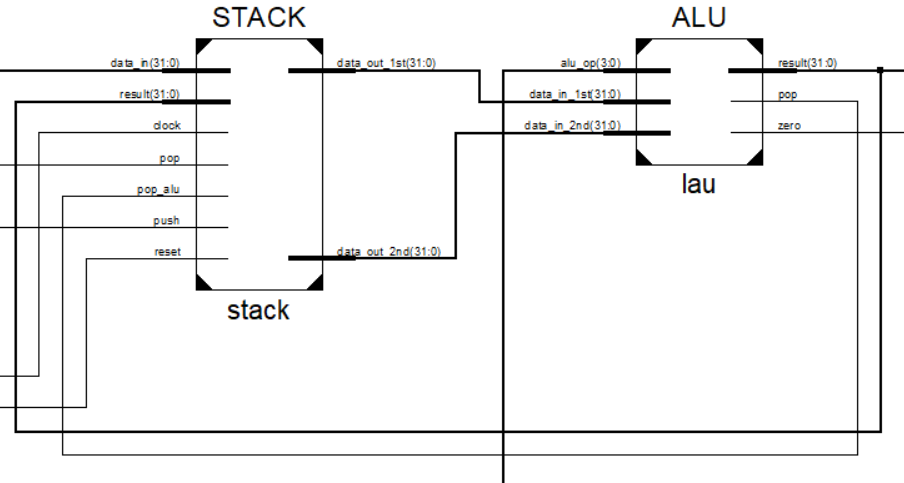 STACK
data_in(31:0)
result(31:0)
clock
pop
pop_alu
push
reset
data_out_1st(31:0)
data_out_2nd(31:0)
stack
ALU
alu_op(3:0)
data_in_1st(31:0)
data_in_2nd(31:0)
result(31:0)
pop
zero
lau